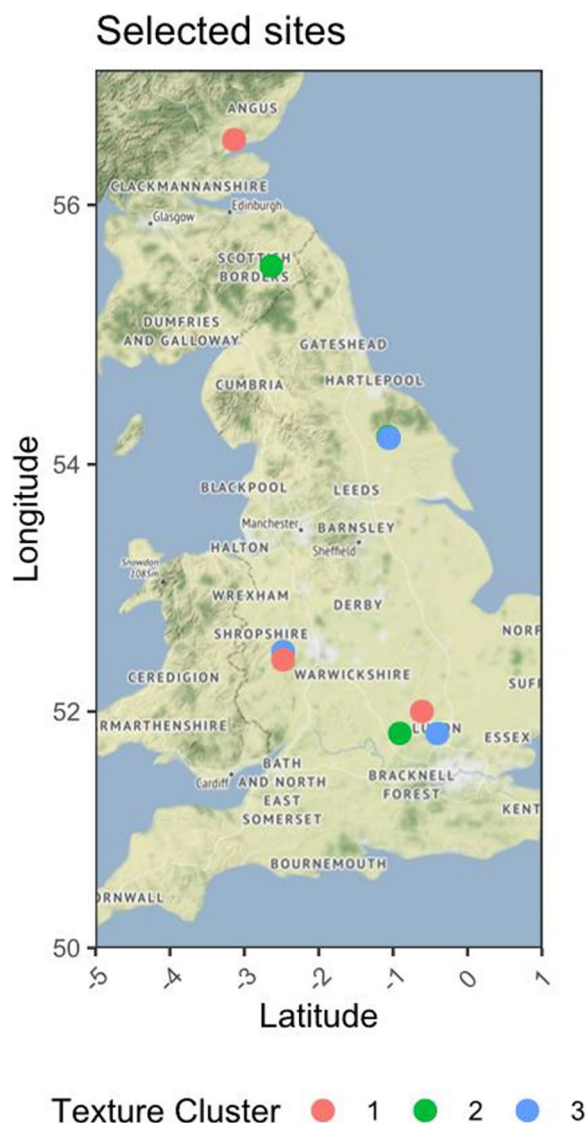 Selected sites
ANGUS
56
CLACKMANNANSHIRE
Edinburgh
Glasgow
SCOTTISH
BORDERS
DUMFRIES
AND GALLOWAY
GATESHEAD
CUMBRIA
HARTLEPOOL
54
Longitude
BLACKPOOL
LEEDS
Manchester
BARNSLEY
HALTON
Sheffield
Snowdon
1085m
WREXHAM
DERBY
SHROPSHIRE
NORF
WARWICKSHIRE
CEREDIGION
SUFF
52
RMARTHENSHIRE
LUTON
ESSEX
BATH
AND NORTH
EAST
SOMERSET
Cardiff
BRACKNELL
FOREST
KENT
BOURNEMOUTH
ORNWALL
50
-5 -4 -3 -2 -1 0 1
Latitude
Texture Cluster 1 2 3